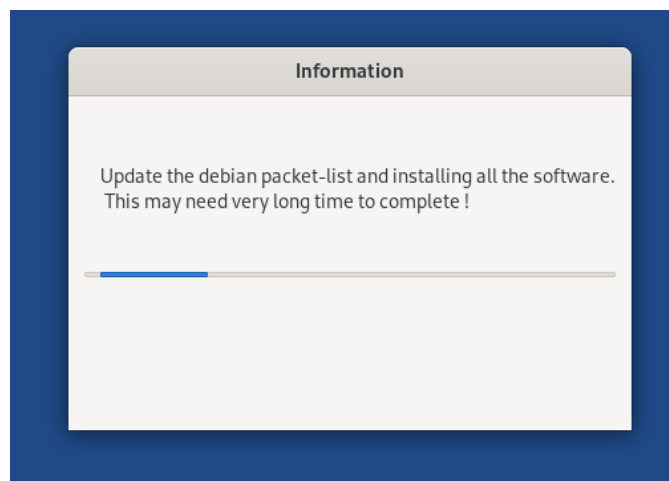 Information
Update the debian packet-list and installing all the software.
This may need very long time to complete !